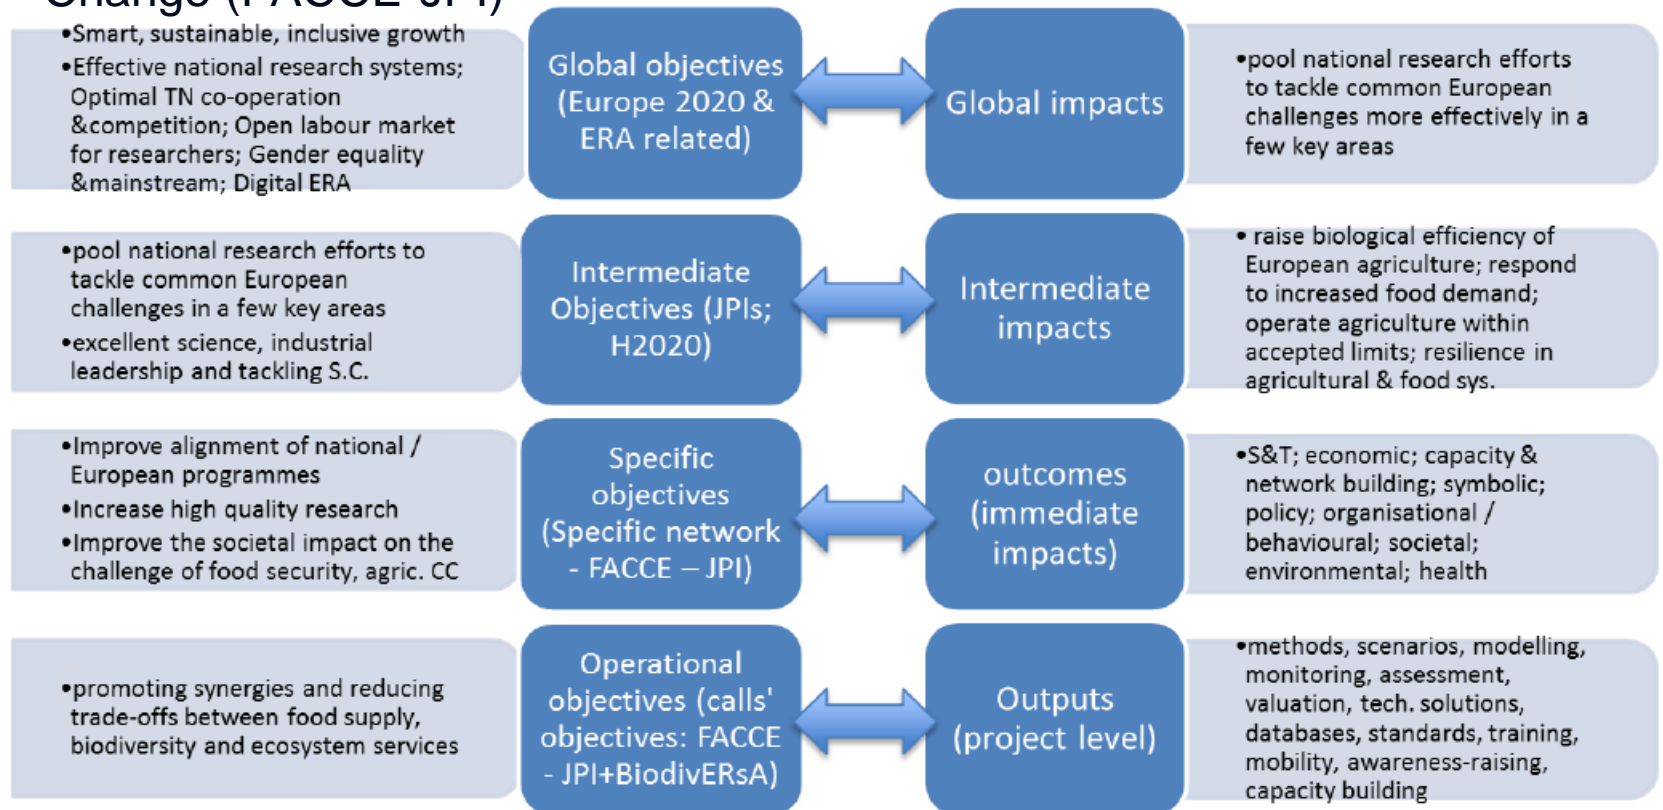 Change (FACCE-JPI)
•Smart, sustainable, inclusive growth
•Effective national research systems;
Optimal TN co-operation
&competition; Open labour market
for researchers; Gender equality
&mainstream; Digital ERA
Global objectives
(Europe 2020 &
ERA related)
Global impacts
•pool national research efforts
to tackle common European
challenges more effectively in a
few key areas
•pool national research efforts to
tackle common European
challenges in a few key areas
•excellent science, industrial
leadership and tackling S.C.
Intermediate
Objectives (JPIs;
H2020)
Intermediate
impacts
• raise biological efficiency of
European agriculture; respond
to increased food demand;
operate agriculture within
accepted limits; resilience in
agricultural & food sys.
•Improve alignment of national /
European programmes
•Increase high quality research
•Improve the societal impact on the
challenge of food security, agric. CC
Specific
objectives
(Specific network
- FACCE – JPI)
outcomes
(immediate
impacts)
•S&T; economic; capacity &
network building; symbolic;
policy; organisational /
behavioural; societal;
environmental; health
•promoting synergies and reducing
trade-offs between food supply,
biodiversity and ecosystem services
Operational
objectives (calls'
objectives: FACCE
- JPI+BiodivERsA)
Outputs
(project level)
•methods, scenarios, modelling,
monitoring, assessment,
valuation, tech. solutions,
databases, standards, training,
mobility, awareness-raising,
capacity building